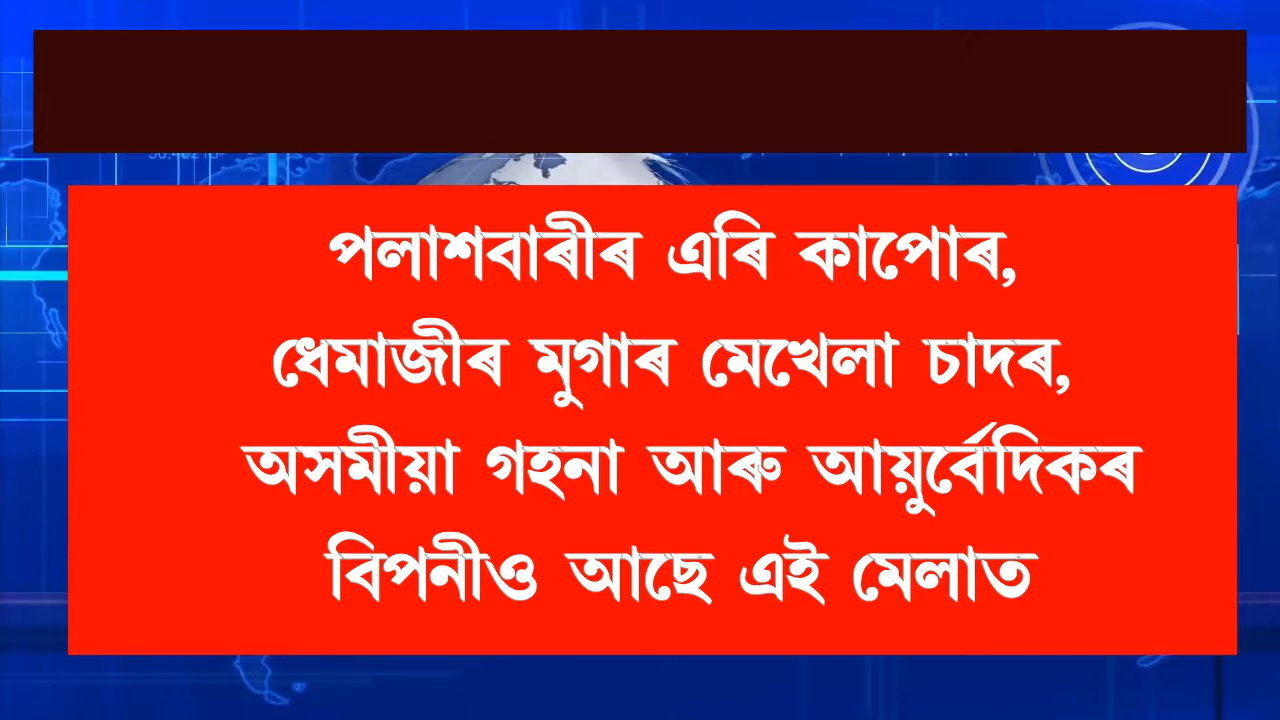 পলাশবাৰীৰ এৰি কাপোৰ,
ধেমাজীৰ মুগাৰ মেখেলা চাদৰ,
অসমীয়া গহনা আৰু আয়ুৰ্বেদিকৰ
বিপনীও আছে এই মেলাত